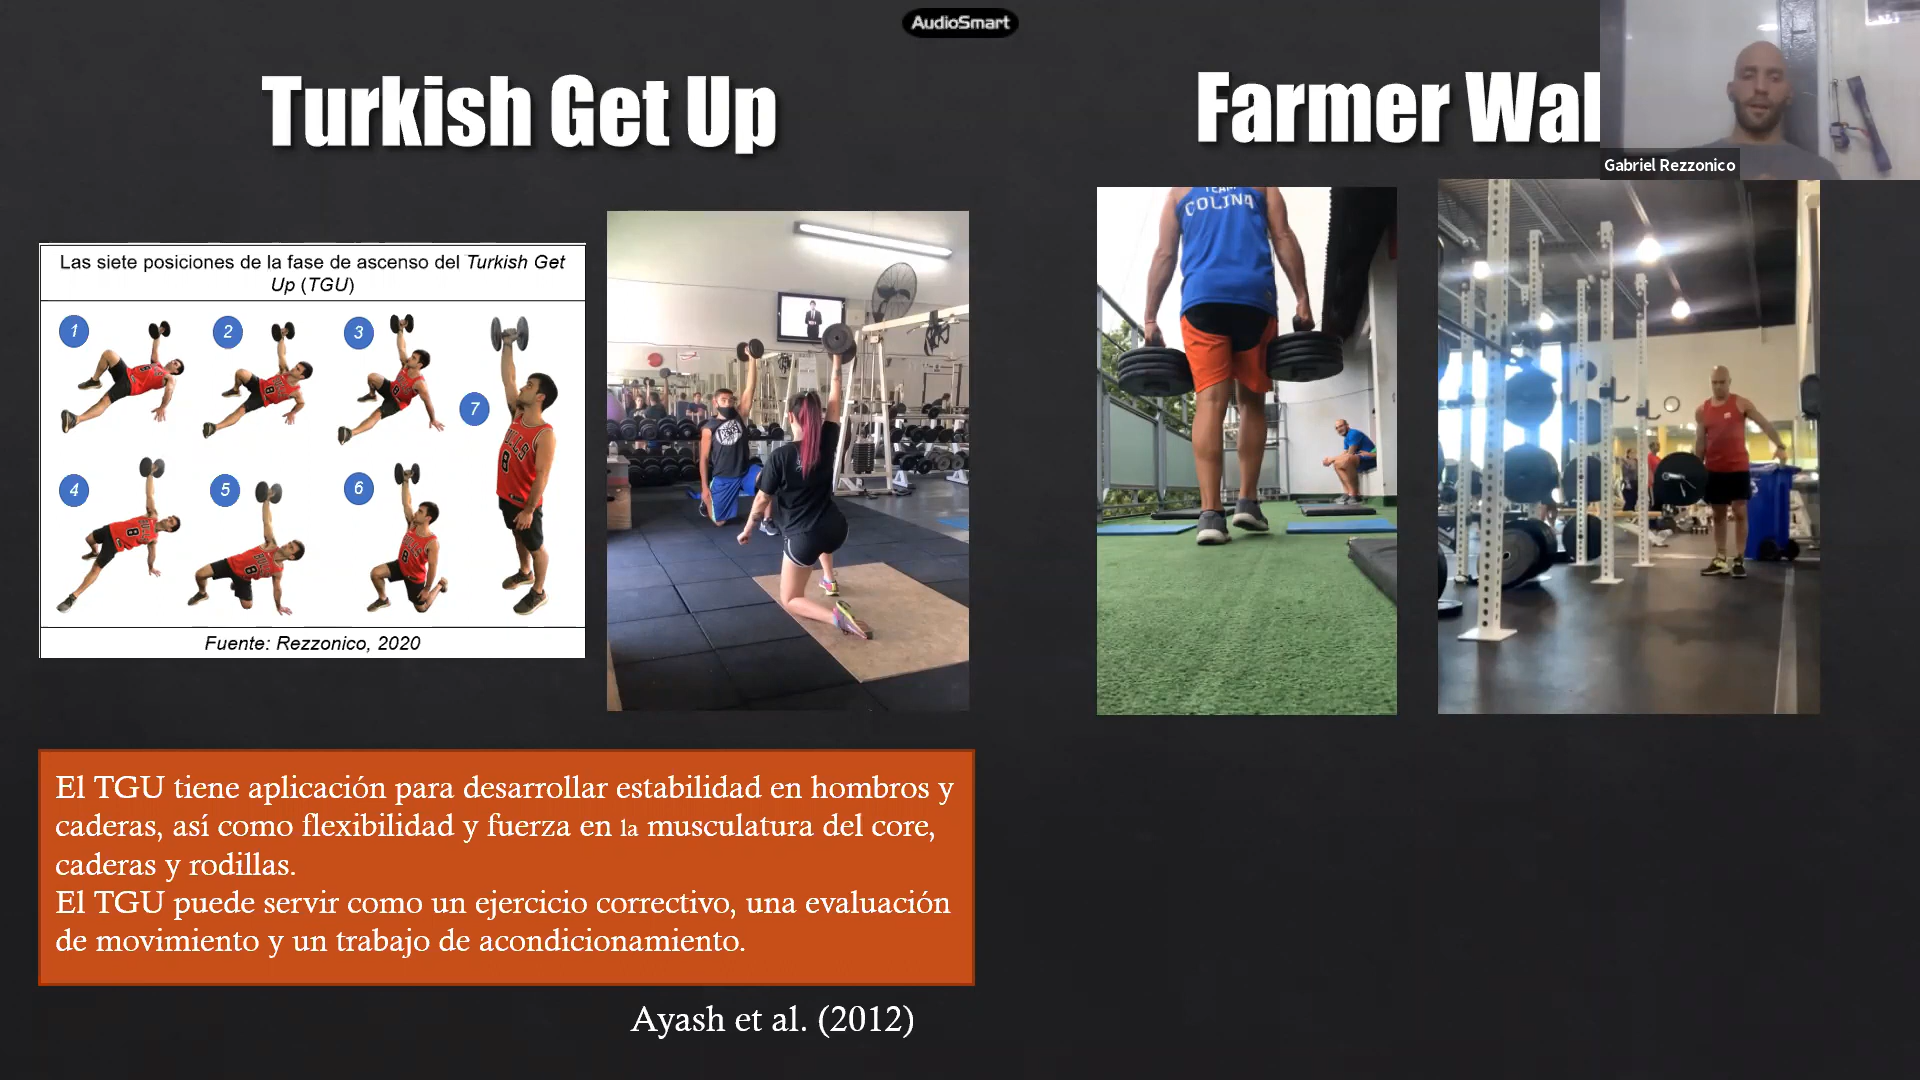 AudioSmart
Turkish Get Up
Farmer Wal
Gabriel Rezzonico
Las siete posiciones de la fase de ascenso del Turkish Get
Up (TGU)
1
2
3
4
5
6
7
Fuente: Rezzonico, 2020
COLINA
El TGU tiene aplicación para desarrollar estabilidad en hombros y
caderas, así como flexibilidad y fuerza en la musculatura del core,
caderas y rodillas.
El TGU puede servir como un ejercicio correctivo, una evaluación
de movimiento y un trabajo de acondicionamiento.
Ayash et al. (2012)